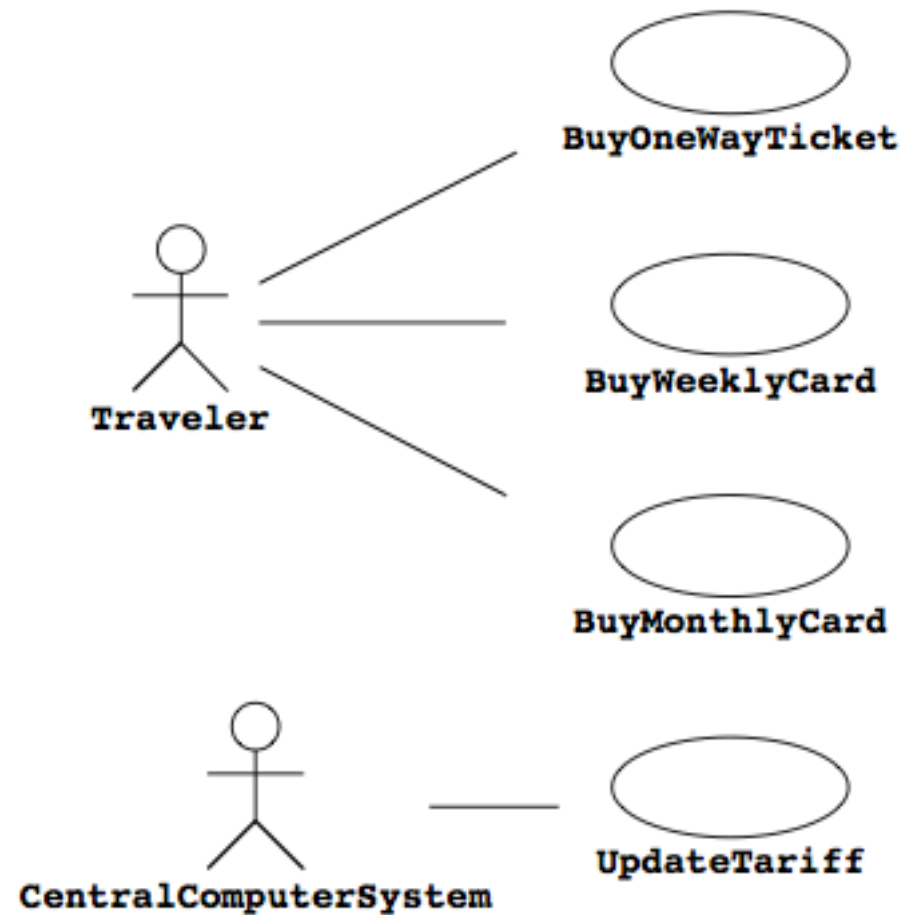 BuyOneWayTicket
BuyWeeklyCard
Traveler
BuyMonthlyCard
UpdateTariff
CentralComputerSystem